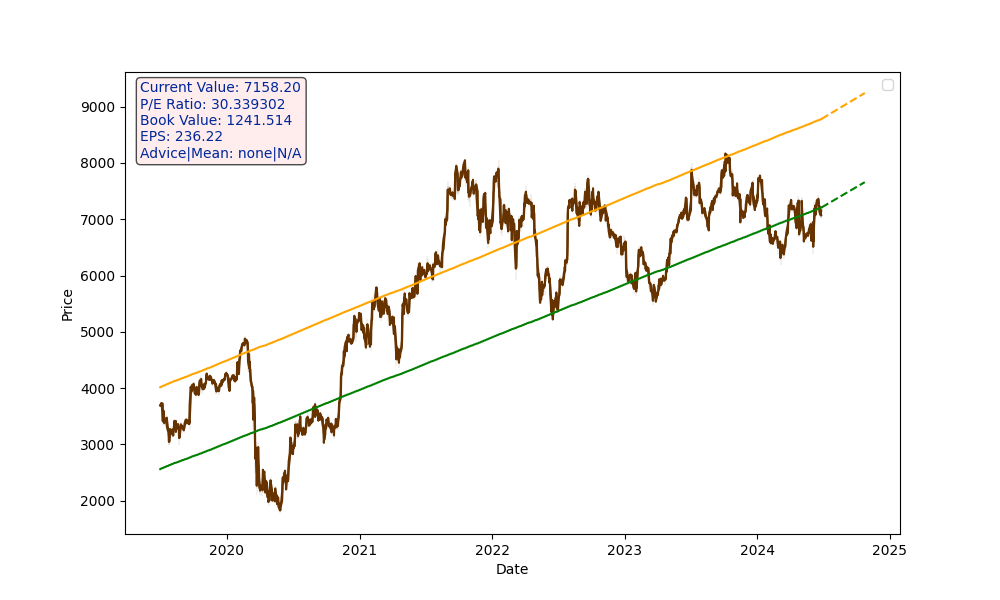 Current Value: 7158.20
P/E Ratio: 30.339302
Book Value: 1241.514
EPS: 236.22
Advice|Mean: none|N/A
9000
8000
7000
6000
5000
4000
3000
2000
Price
2020
2021
2022
2023
2024
2025
Date